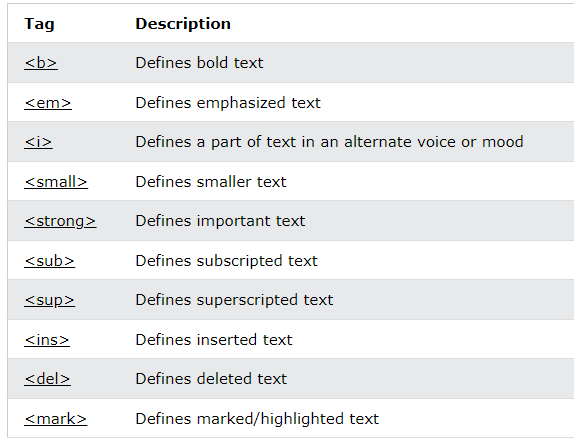 Tag Description
<b> Defines bold text
<em> Defines emphasized text
<i> Defines a part of text in an alternate voice or mood
<small> Defines smaller text
<strong> Defines important text
<sub> Defines subscripted text
<sup> Defines superscripted text
<ins> Defines inserted text
<del> Defines deleted text
<mark> Defines marked/highlighted text